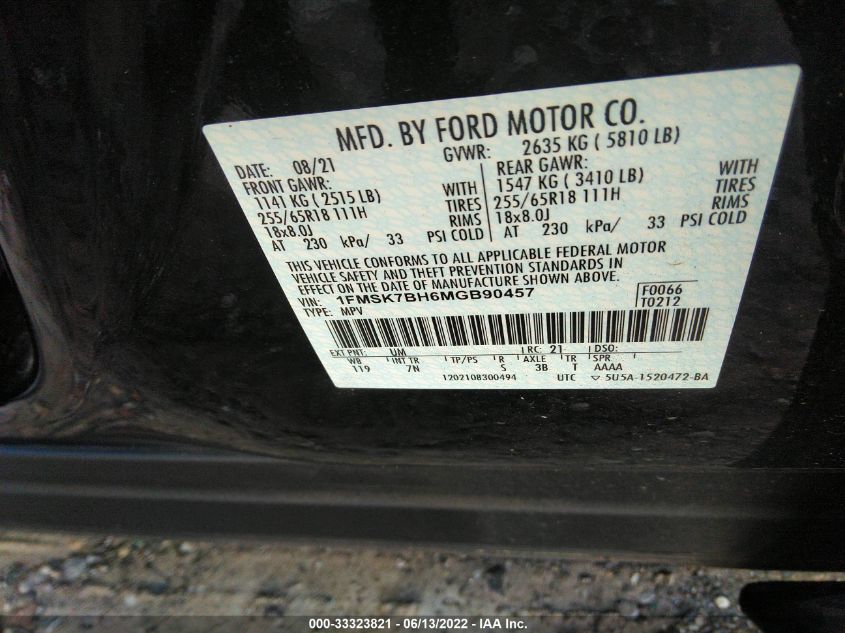 MFD. BY FORD MOTOR CO.
DATE: 08/21 GVWR: 2635 KG ( 5810 LB)
FRONT GAWR: REAR GAWR:
1141 KG ( 2515 LB) WITH 1547 KG ( 3410 LB) WITH
255/65R18 111H TIRES 255/65R18 111H TIRES
18x8.0J RIMS 18x8.0J RIMS
AT 230 kPa/ 33 PSI COLD AT 230 kPa/ 33 PSI COLD
THIS VEHICLE CONFORMS TO ALL APPLICABLE FEDERAL MOTOR
VEHICLE SAFETY AND THEFT PREVENTION STANDARDS IN
EFFECT ON THE DATE OF MANUFACTURE SHOWN ABOVE.
VIN: 1FMSK7BH6MGB90457 F0066
TYPE: MPV T0212
EXT PNT: UM RC: 21 DSO:
WB INT TR TP/PS R AXLE TR SPR
119 7N S 3B T AAAA
1202108300494 UTC ▽ 5U5A-1520472-BA
000-33323821 - 06/13/2022 - IAA Inc.